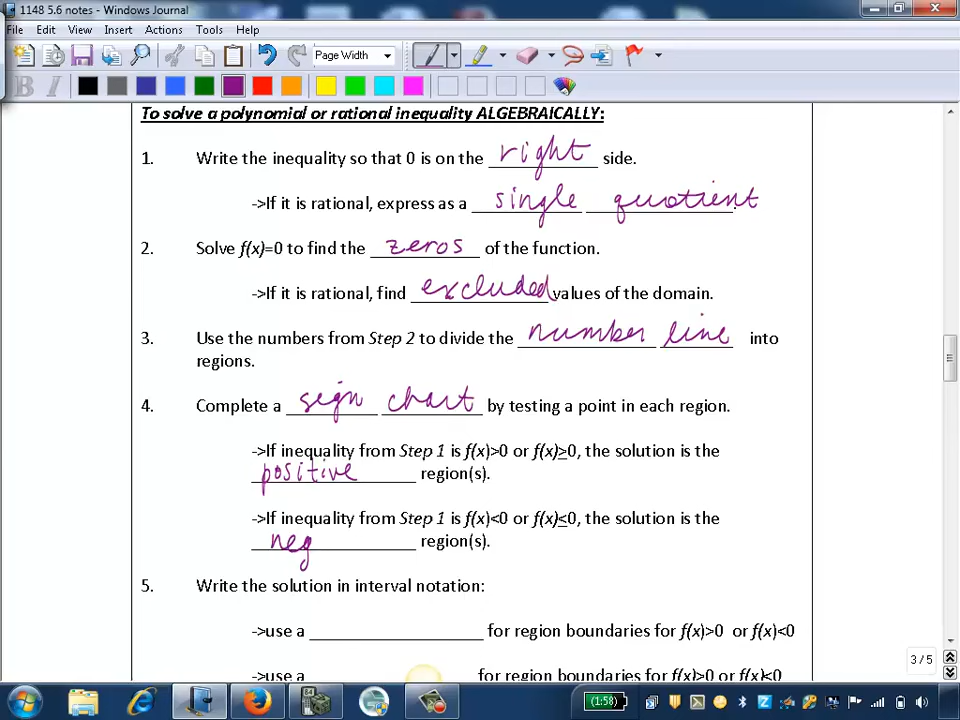 1148 5.6 notes - Windows Journal
File Edit View Insert Actions Tools Help
Page Width
B I
To solve a polynomial or rational inequality ALGEBRAICALLY:
1. Write the inequality so that 0 is on the right side.
->If it is rational, express as a single quotient.
2. Solve f(x)=0 to find the zeros of the function.
->If it is rational, find excluded values of the domain.
3. Use the numbers from Step 2 to divide the number line into
regions.
4. Complete a sign chart by testing a point in each region.
->If inequality from Step 1 is f(x)>0 or f(x)≥0, the solution is the
positive region(s).
->If inequality from Step 1 is f(x)<0 or f(x)≤0, the solution is the
neg region(s).
5. Write the solution in interval notation:
->use a ____ for region boundaries for f(x)>0 or f(x)<0
->use a ____ for region boundaries for f(x)≥0 or f(x)≤0
3 / 5
(1:58)